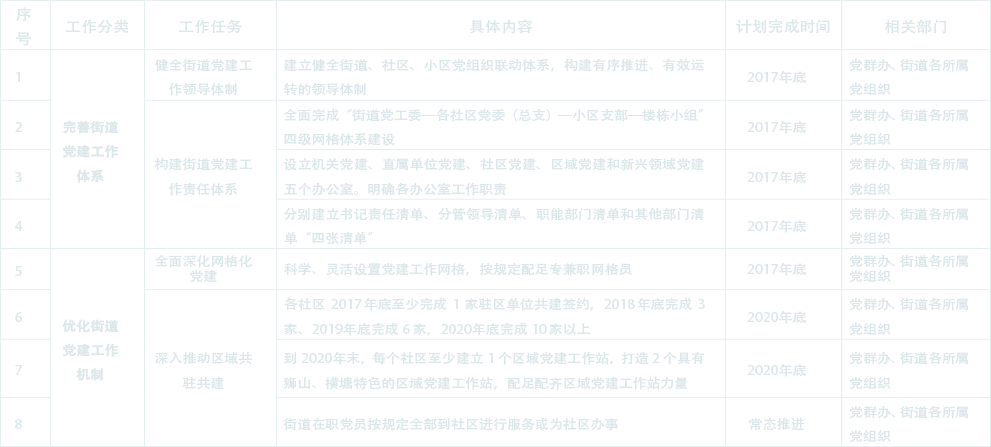 序号 工作分类 工作任务 具体内容 计划完成时间 相关部门
1 完善街道党建工作体系 健全街道党建工作领导体制 建立健全街道、社区、小区党组织联动体系，构建有序推进、有效运转的领导体制 2017年底 党群办、街道各所属党组织
2 构建街道党建工作责任体系 全面完成“街道党工委—各社区党委（总支）—小区支部—楼栋小组”四级网格体系建设 2017年底 党群办、街道各所属党组织
3 设立机关党建、直属单位党建、社区党建、区域党建和新兴领域党建五个办公室。明确各办公室工作职责 2017年底 党群办、街道各所属党组织
4 分别建立书记责任清单、分管领导清单、职能部门清单和其他部门清单“四张清单” 2017年底 党群办、街道各所属党组织
5 优化街道党建工作机制 全面深化网格化党建 科学、灵活设置党建工作网格，按规定配足专兼职网格员 2017年底 党群办、街道各所属党组织
6 深入推动区域共驻共建 各社区 2017年底至少完成 1 家驻区单位共建签约，2018年底完成 3 家、2019年底完成 6 家，2020年底完成 10家以上 2020年底 党群办、街道各所属党组织
7 到 2020年末，每个社区至少建立 1 个区域党建工作站，打造 2 个具有狮山、横塘特色的区域党建工作站，配足配齐区域党建工作站力量 2020年底 党群办、街道各所属党组织
8 街道在职党员按规定全部到社区进行服务或为社区办事 常态推进 党群办、街道各所属党组织